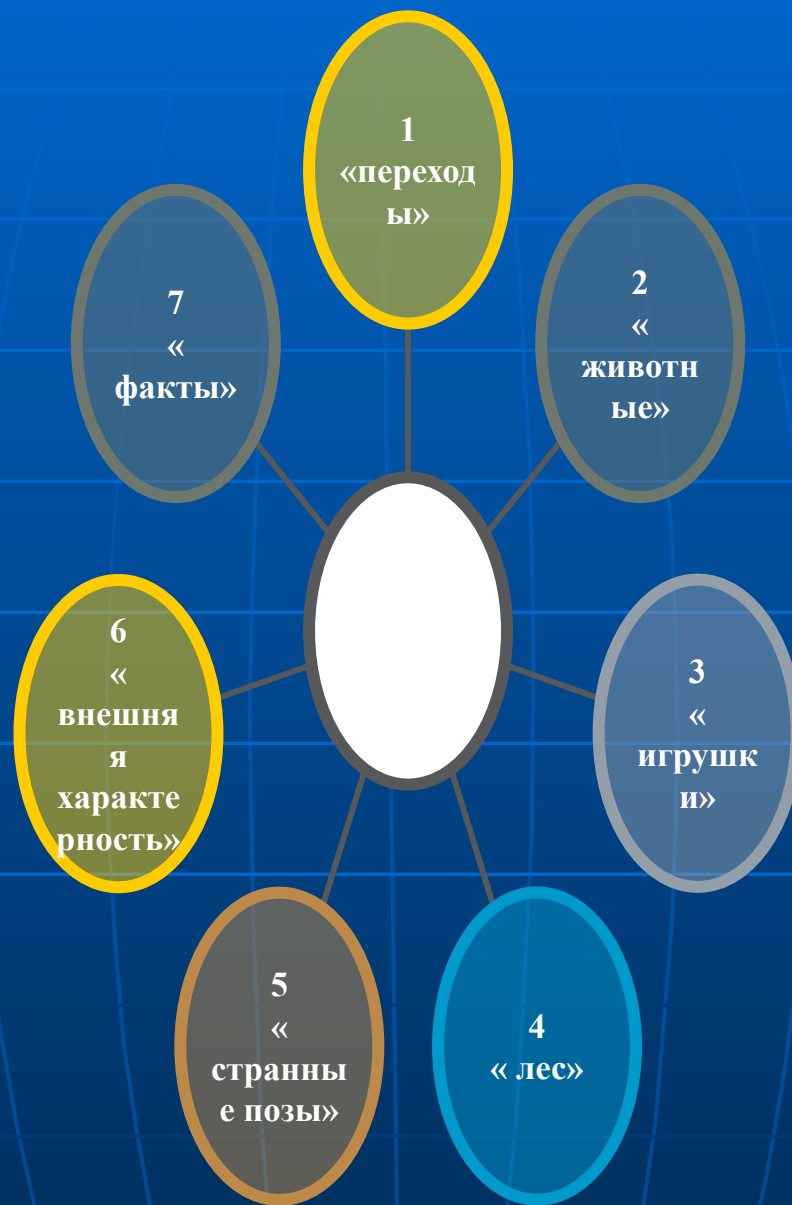 1
«переход
ы»
2
«
животн
ые»
3
«
игрушк
и»
4
« лес»
5
«
странны
е позы»
6
«
внешня
я
характе
рность»
7
«
факты»